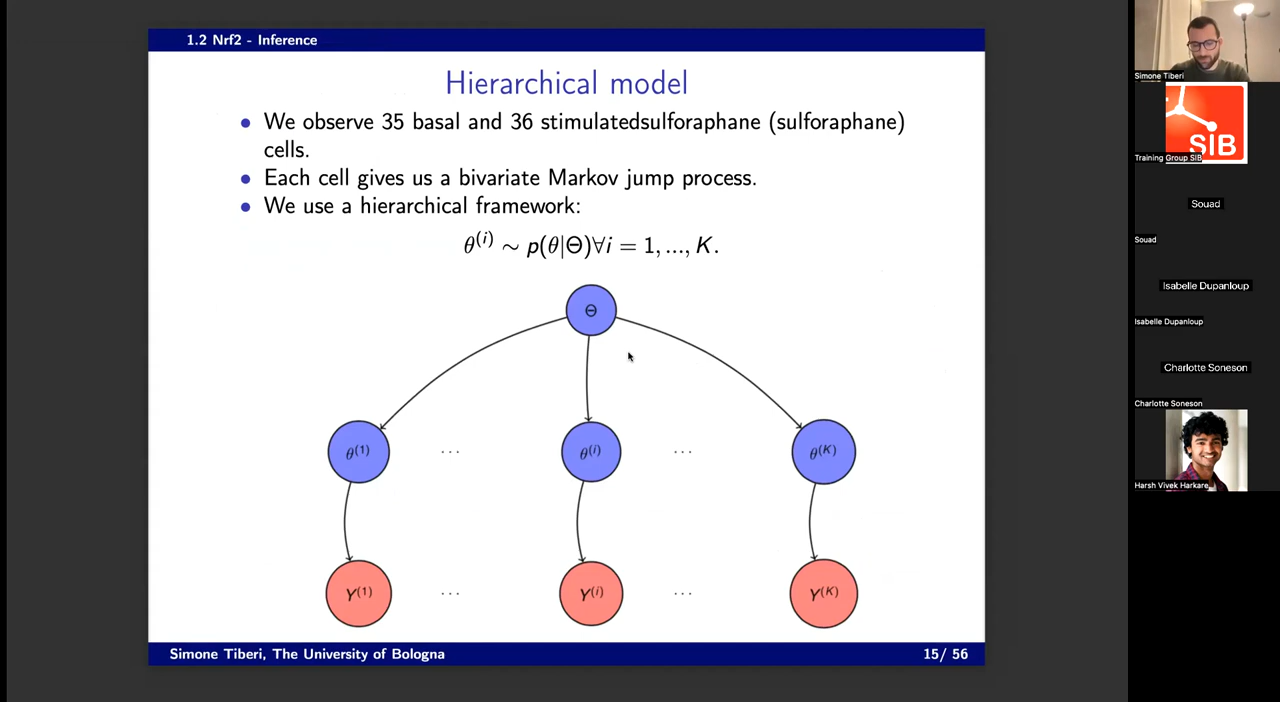 1.2 Nrf2 - Inference
Hierarchical model
We observe 35 basal and 36 stimulatedsulforaphane (sulforaphane)
cells.
Each cell gives us a bivariate Markov jump process.
We use a hierarchical framework:
θ^(i) ∼ p(θ|Θ)∀i = 1, ..., K.
Θ
θ^(1) ... θ^(i) ... θ^(K)
Y^(1) ... Y^(i) ... Y^(K)
Simone Tiberi, The University of Bologna 15/ 56
Simone Tiberi
SIB
Training Group SIB
Souad
Souad
Isabelle Dupanloup
Isabelle Dupanloup
Charlotte Soneson
Charlotte Soneson
Harsh Vivek Harkare